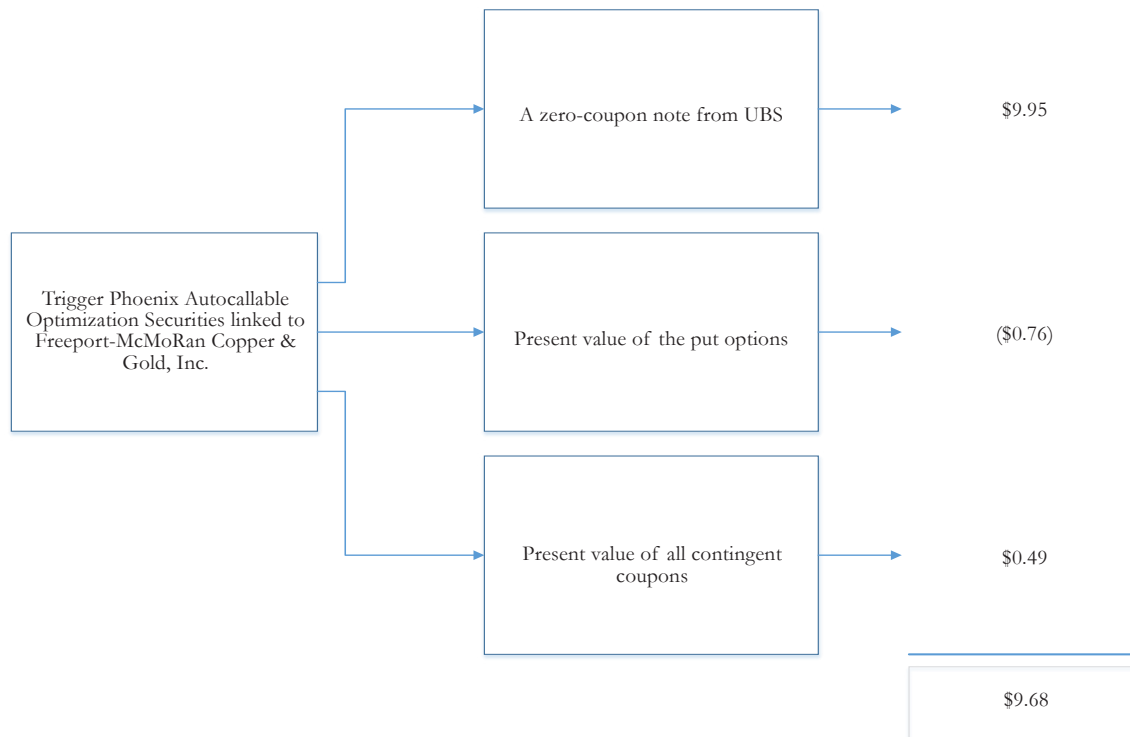 A zero-coupon note from UBS
$9.95
Trigger Phoenix Autocallable
Optimization Securities linked to
Freeport-McMoRan Copper &
Gold, Inc.
Present value of the put options
($0.76)
Present value of all contingent
coupons
$0.49
$9.68